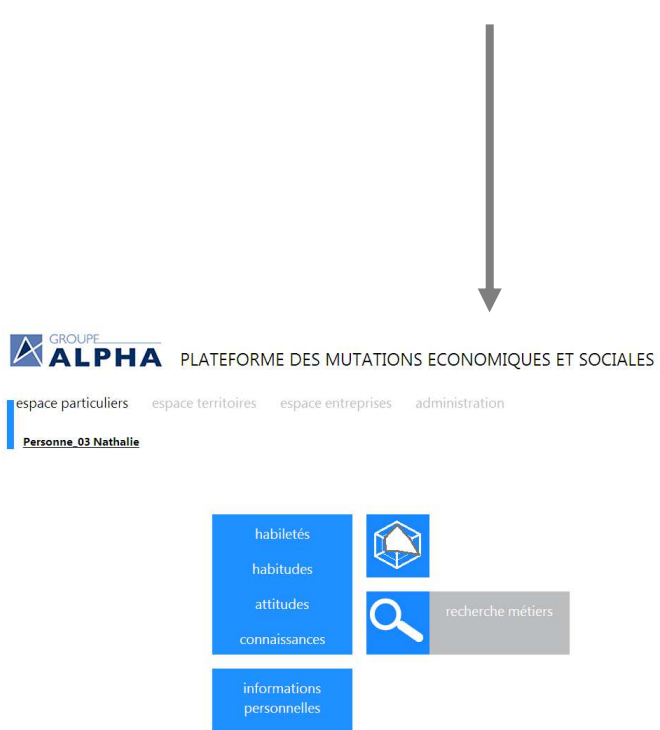 GROUPE
ALPHA
PLATEFORME DES MUTATIONS ECONOMIQUES ET SOCIALES
espace particuliers espace territoires espace entreprises administration
Personne_03 Nathalie
habiletés
habitudes
attitudes
connaissances
recherche métiers
informations
personnelles